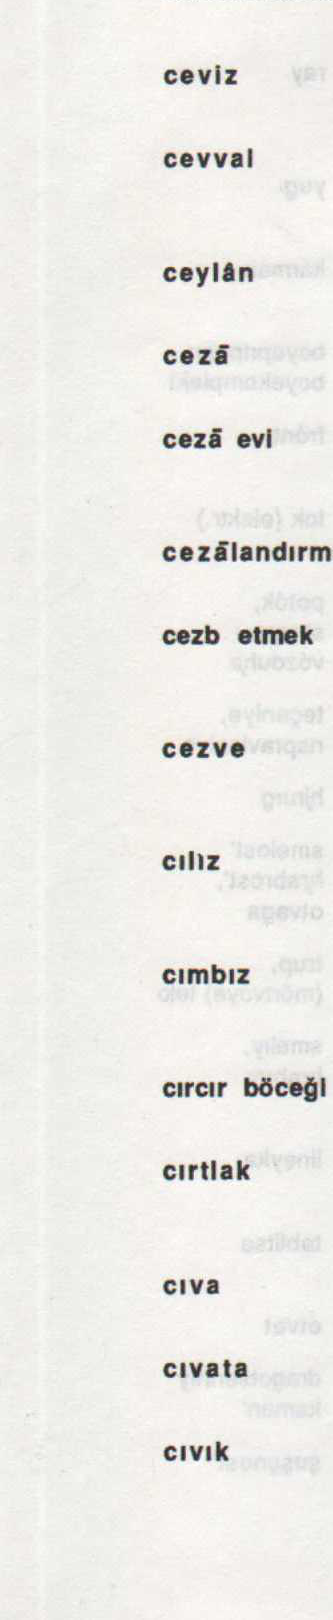 ceviz
cevval
ceylân
cezā
cezā evi
cezālandırm
cezb etmek
cezve
cılız
cımbız
cırcır böceği
cırtlak
cıva
cıvata
cıvık